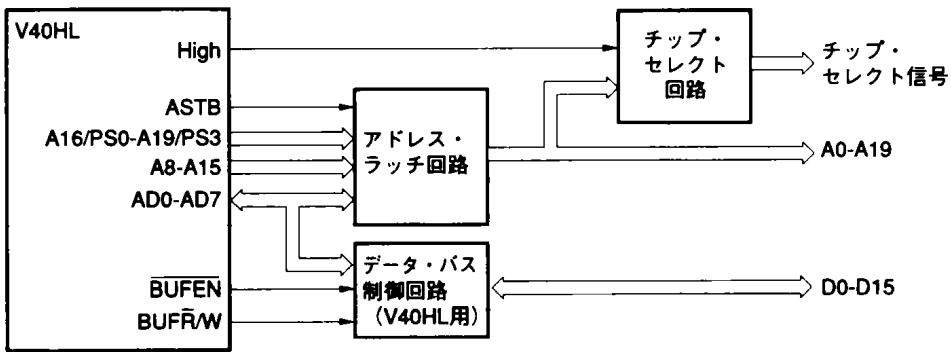 V40HL
High
チップ・
セレクト
回路
チップ・
セレクト信号
ASTB
A16/PS0-A19/PS3
A8-A15
AD0-AD7
アドレス・
ラッチ回路
A0-A19
BUFEN
BUFR/W
データ・バス
制御回路
(V40HL用)
D0-D15